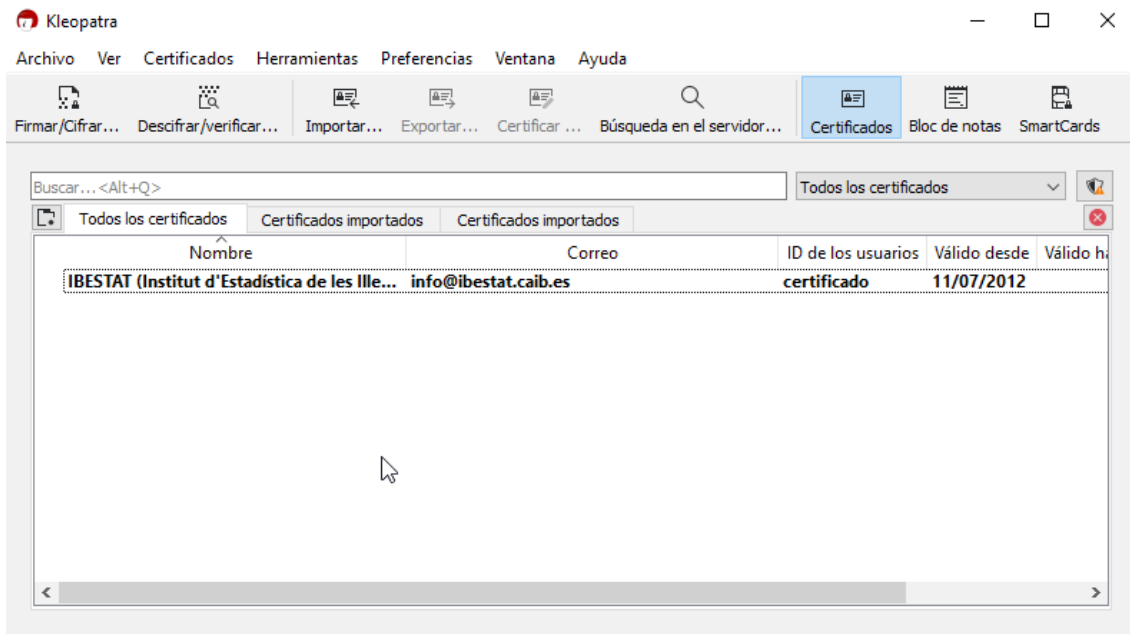 Kleopatra
Archivo Ver Certificados Herramientas Preferencias Ventana Ayuda
Firmar/Cifrar... Descifrar/verificar... Importar... Exportar... Certificar ... Búsqueda en el servidor... Certificados Bloc de notas SmartCards
Buscar...<Alt+Q> Todos los certificados
Todos los certificados Certificados importados Certificados importados
Nombre Correo ID de los usuarios Válido desde Válido ha
IBESTAT (Institut d'Estadística de les Ille... info@ibestat.caib.es certificado 11/07/2012